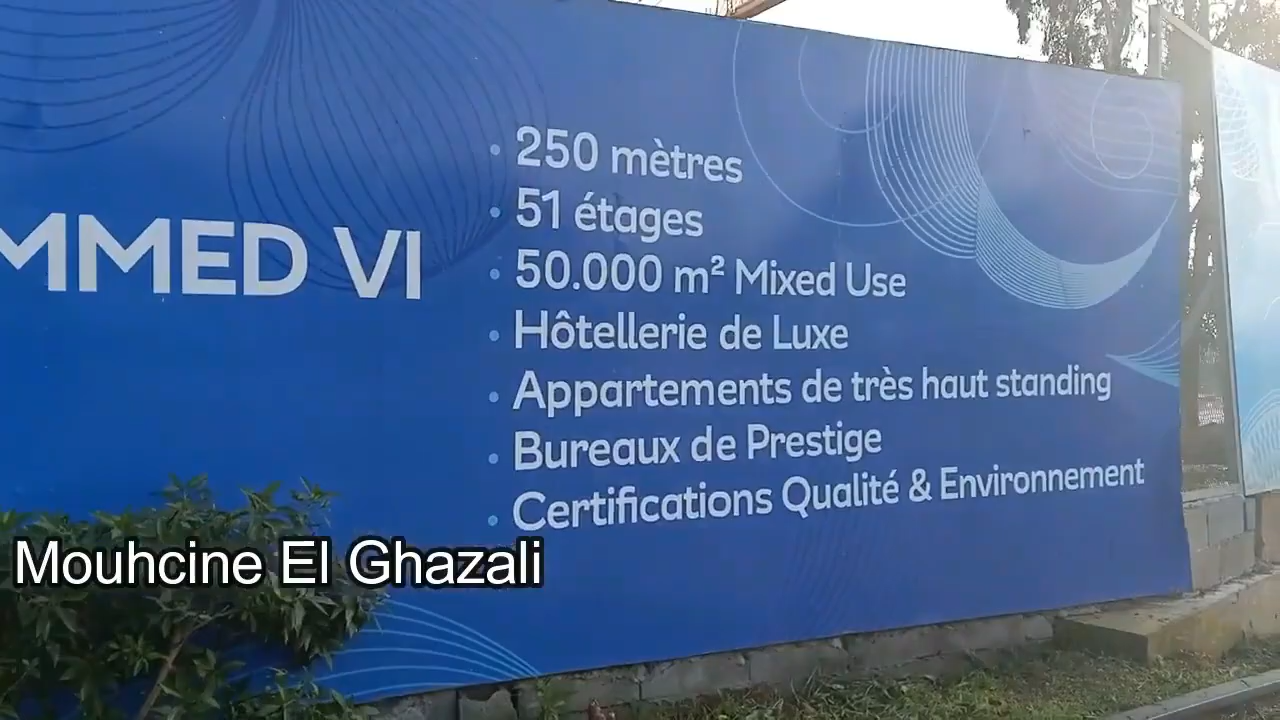 MMED VI
• 250 mètres
• 51 étages
• 50.000 m² Mixed Use
• Hôtellerie de Luxe
• Appartements de très haut standing
• Bureaux de Prestige
• Certifications Qualité & Environnement
Mouhcine El Ghazali